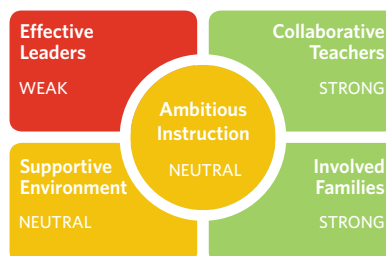 Effective
Leaders
WEAK
Collaborative
Teachers
STRONG
Ambitious
Instruction
NEUTRAL
Supportive
Environment
NEUTRAL
Involved
Families
STRONG